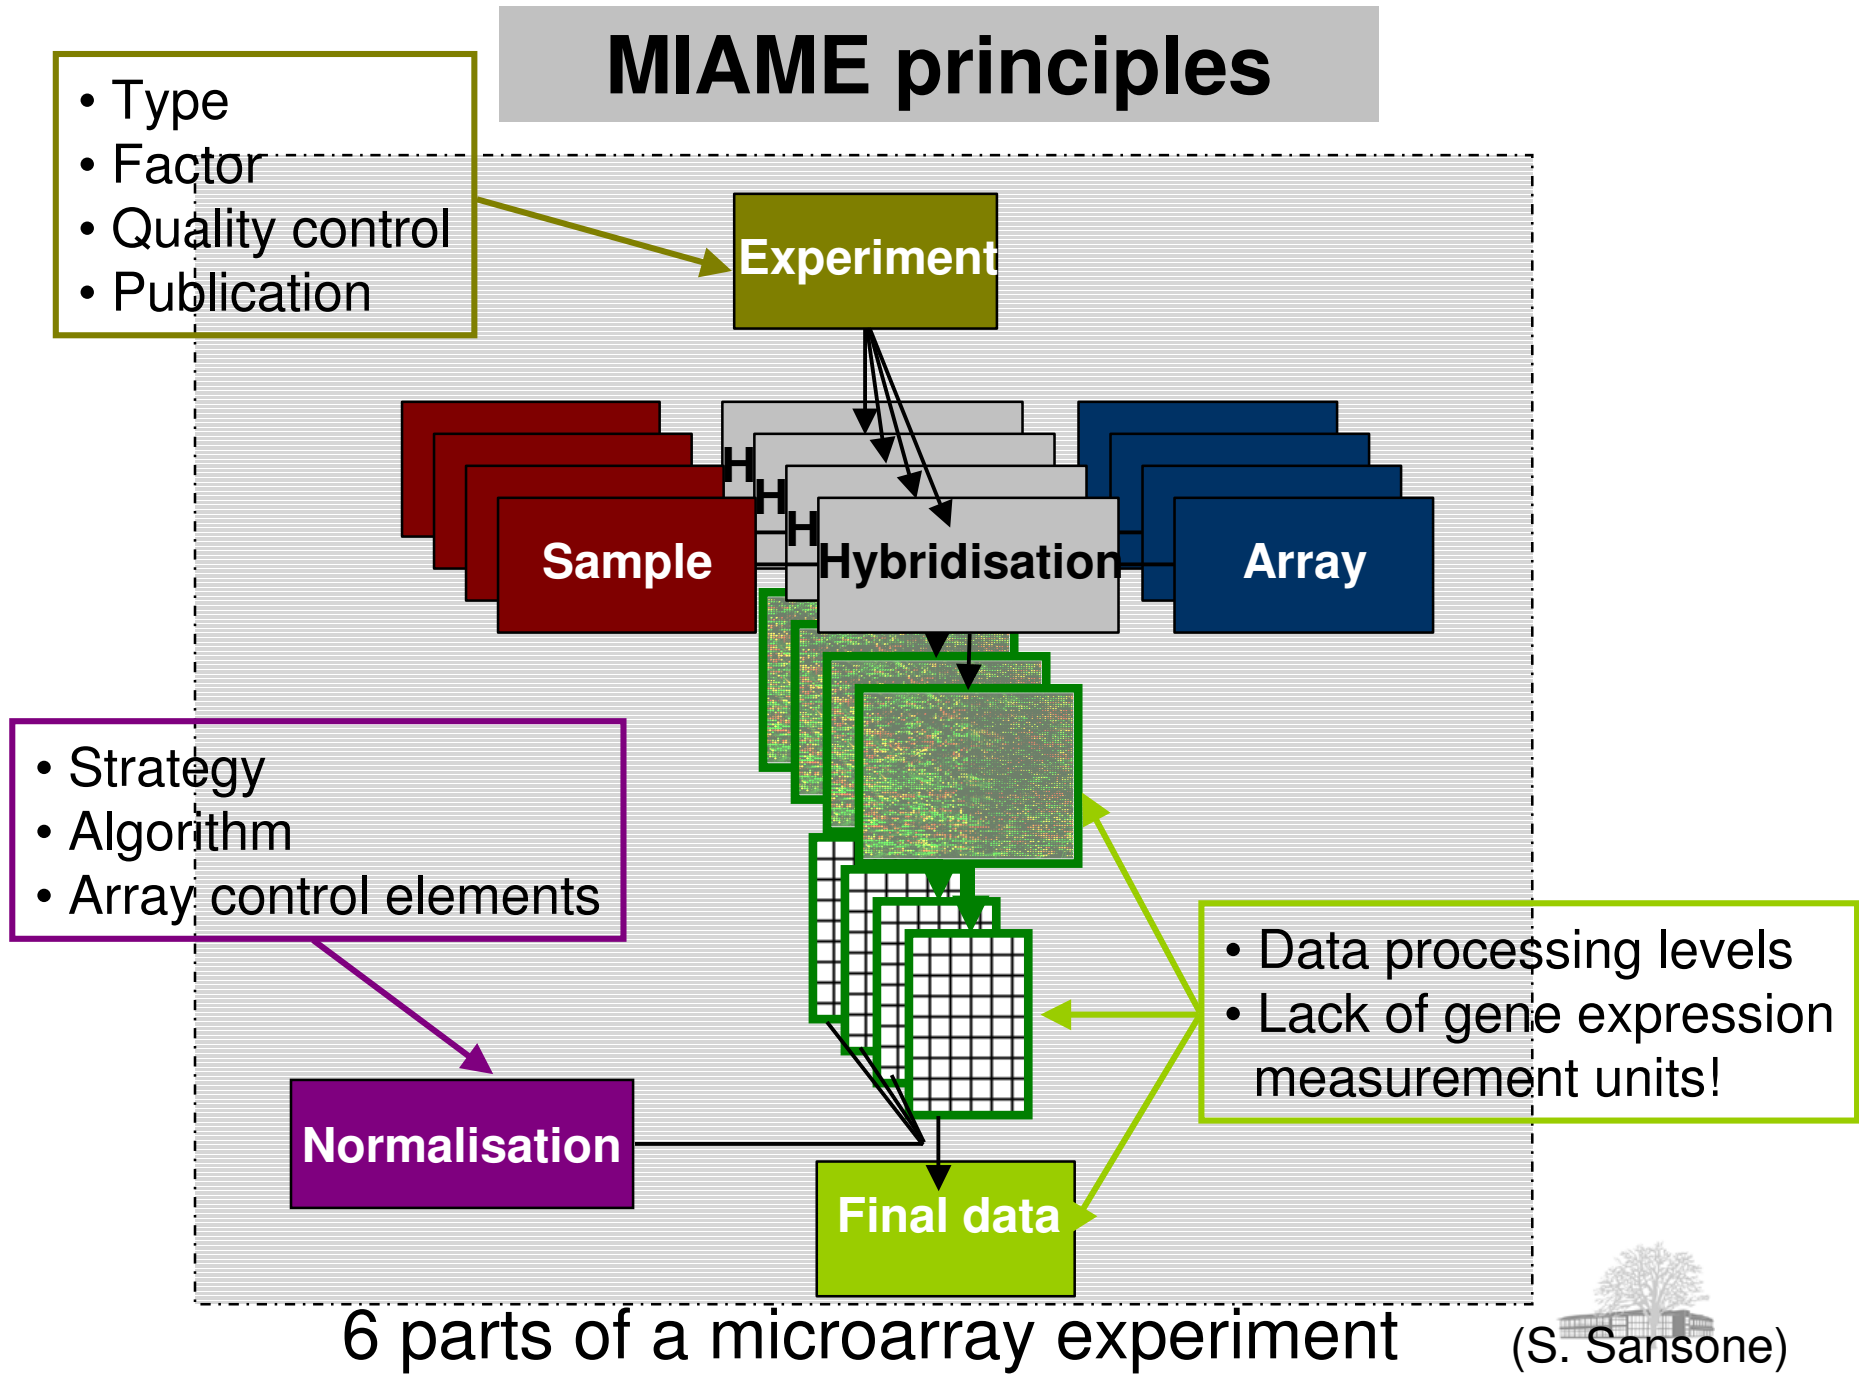 MIAME principles
• Type
• Factor
• Quality control
• Publication
Experiment
H
H
H
Sample
Hybridisation
Array
• Strategy
• Algorithm
• Array control elements
• Data processing levels
• Lack of gene expression
measurement units!
Normalisation
Final data
6 parts of a microarray experiment
(S. Sansone)